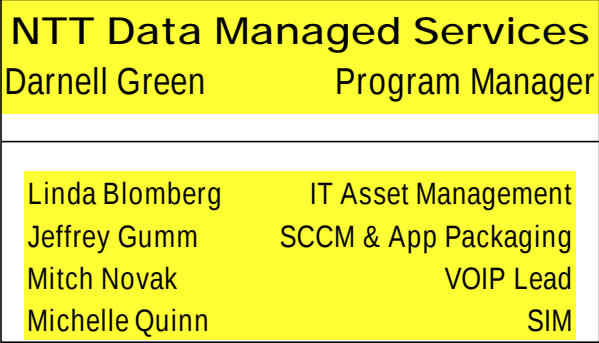 NTT Data Managed Services
Darnell Green Program Manager
Linda Blomberg IT Asset Management
Jeffrey Gumm SCCM & App Packaging
Mitch Novak VOIP Lead
Michelle Quinn SIM